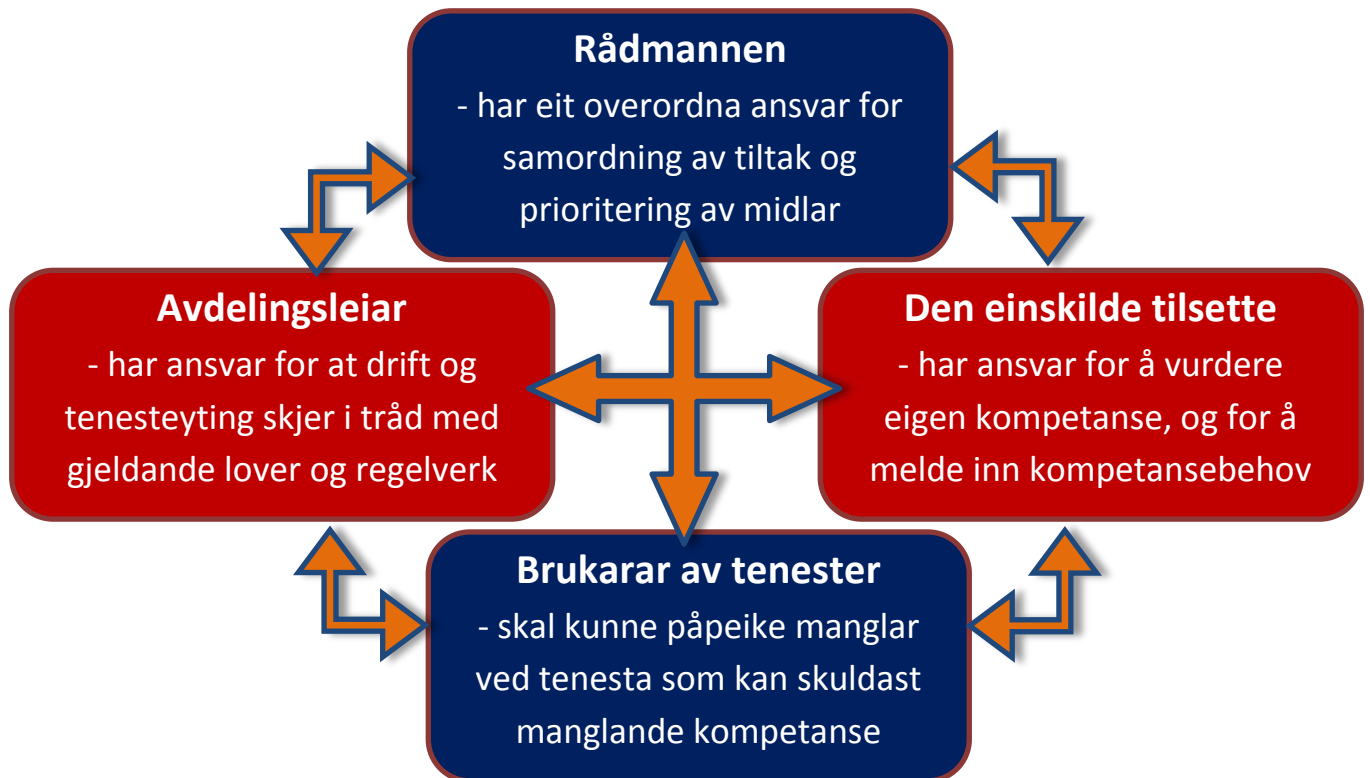 Rådmannen
- har eit overordna ansvar for
samordning av tiltak og
prioritering av midlar
Avdelingsleiar
- har ansvar for at drift og
tenesteyting skjer i tråd med
gjeldande lover og regelverk
Den einskilde tilsette
- har ansvar for å vurdere
eigen kompetanse, og for å
melde inn kompetansebehov
Brukarar av tenester
- skal kunne påpeike manglar
ved tenesta som kan skuldast
manglande kompetanse